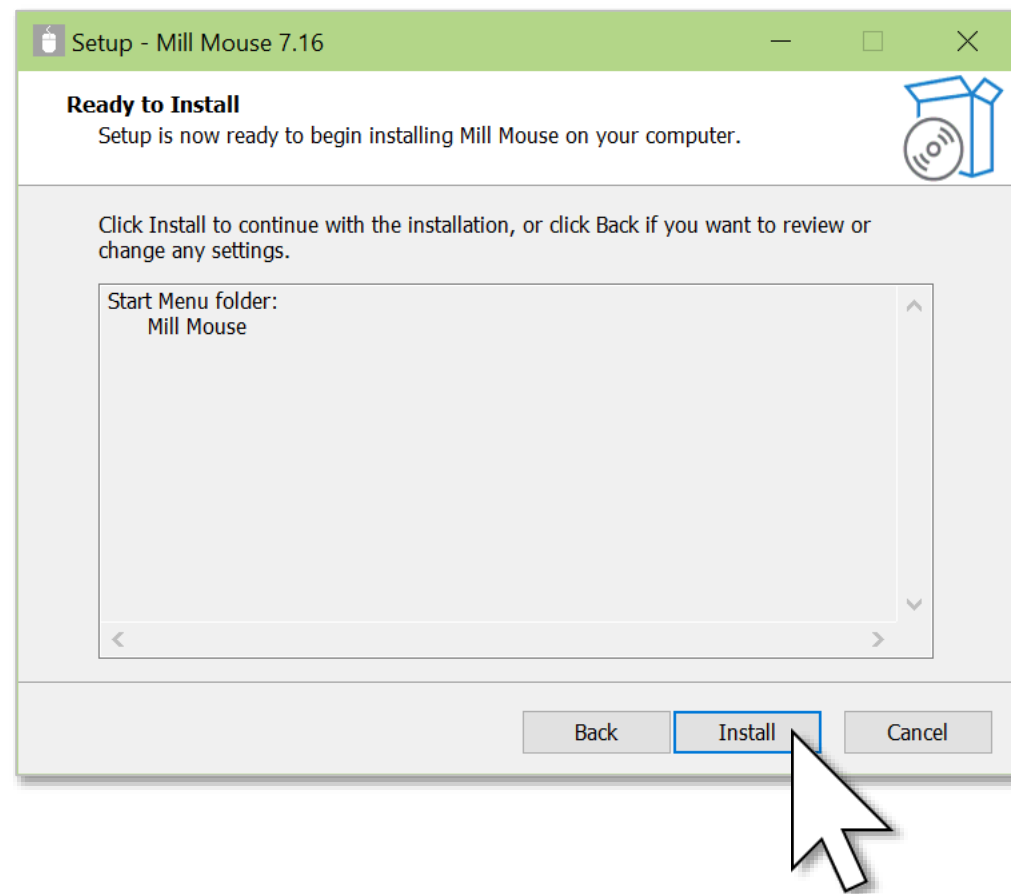 Setup - Mill Mouse 7.16
Ready to Install
Setup is now ready to begin installing Mill Mouse on your computer.
Click Install to continue with the installation, or click Back if you want to review or
change any settings.
Start Menu folder:
Mill Mouse
Back
Install
Cancel